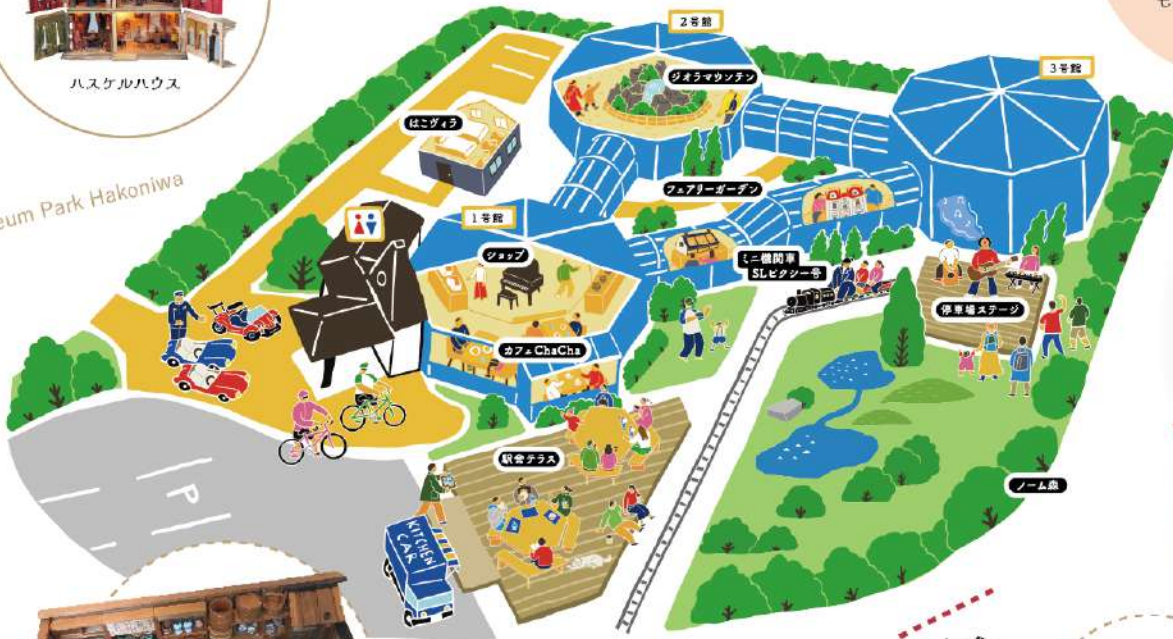 ハスケルハウス
eum Park Hakoniwa
2号館
ジオラマウンテン
3号館
はこヴィラ
フェアリーガーデン
1号館
ショップ
ミニ機関車
SLピクシー号
停車場ステージ
カフェChaCha
駅舎テラス
ノーム森
P
KITCHEN
CAR